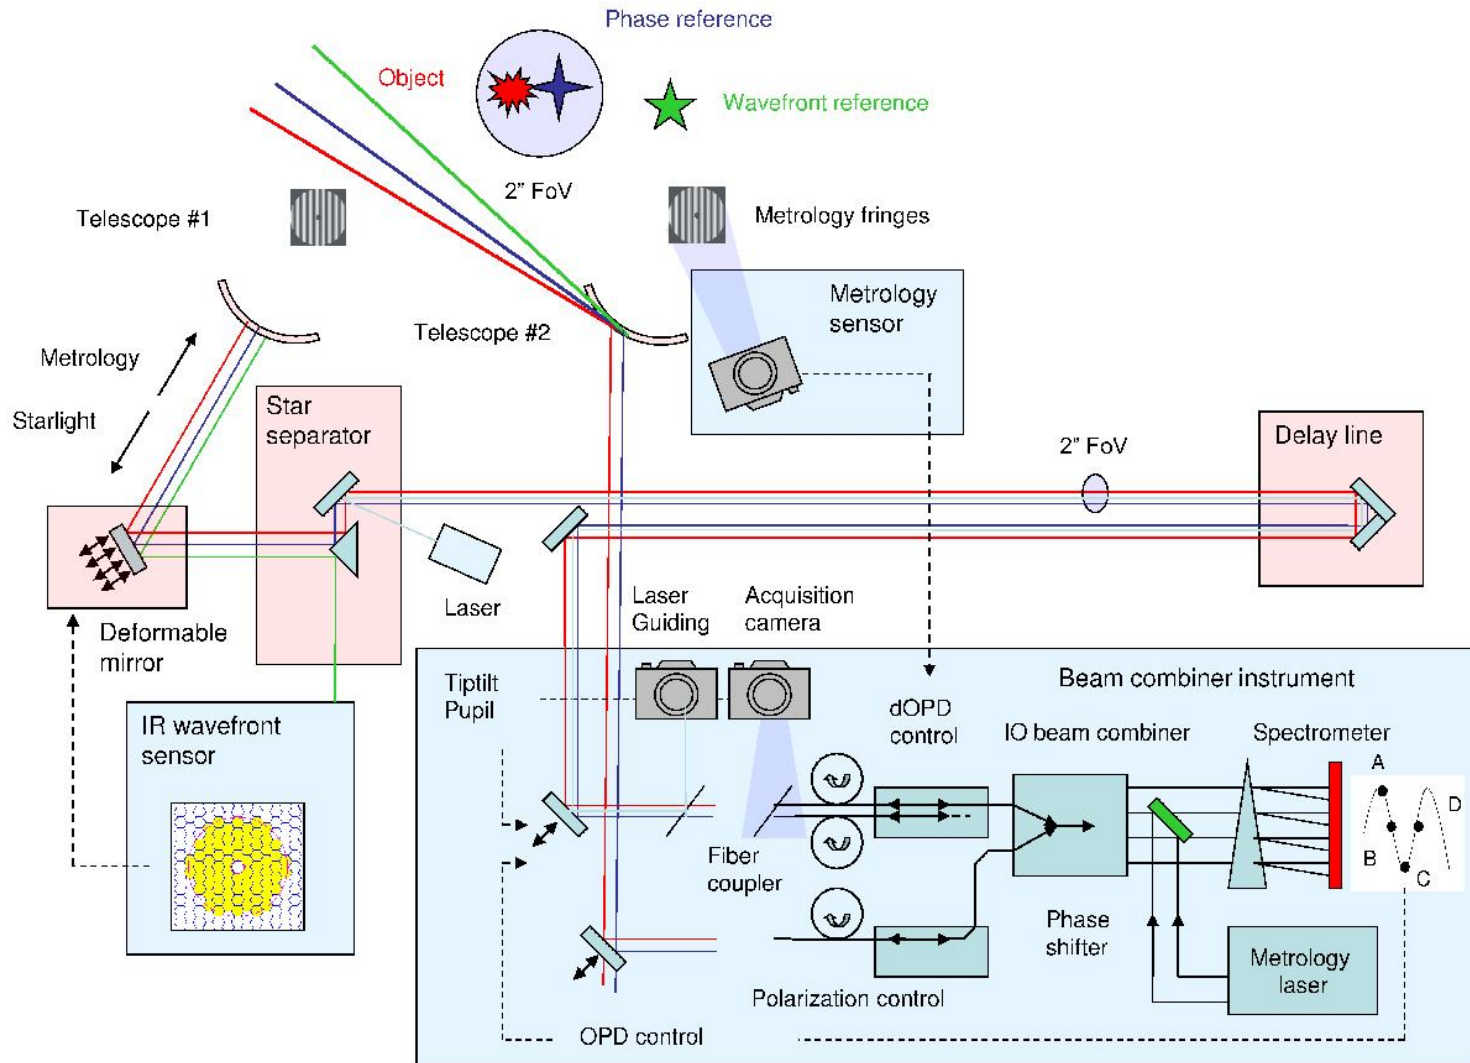 Phase reference
Object
Wavefront reference
2” FoV
Telescope #1
Metrology fringes
Telescope #2
Metrology
sensor
Metrology
Starlight
Star
separator
2” FoV
Delay line
Laser
Laser
Guiding
Acquisition
camera
Deformable
mirror
Tiptilt
Pupil
Beam combiner instrument
dOPD
control
IO beam combiner
Spectrometer
IR wavefront
sensor
A
D
B
C
Fiber
coupler
Phase
shifter
Metrology
laser
Polarization control
OPD control